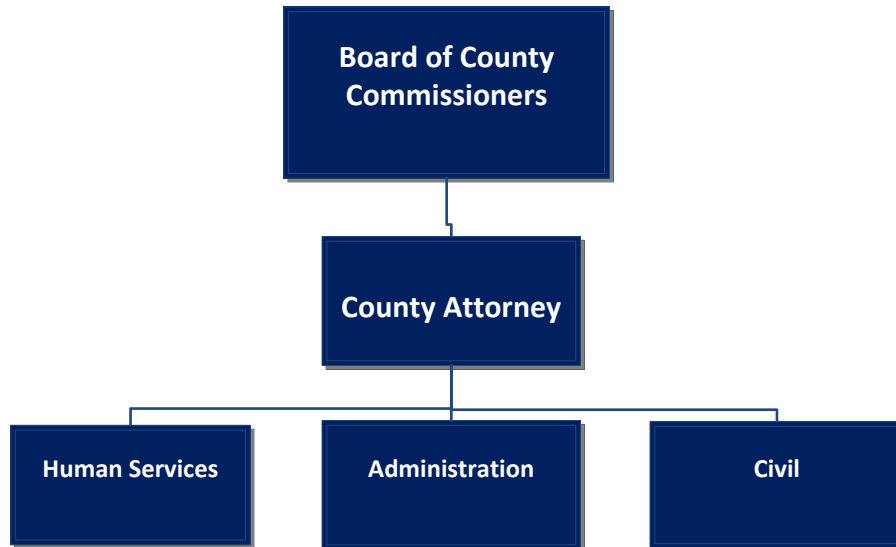 Board of County
Commissioners
County Attorney
Human Services
Administration
Civil